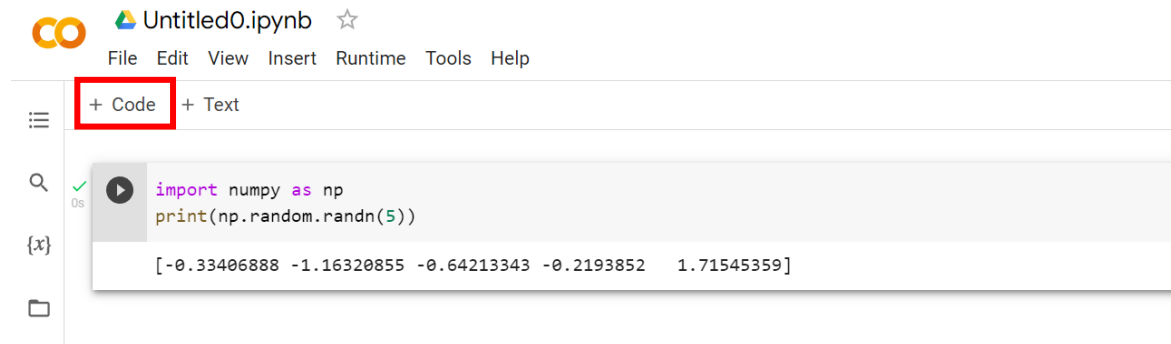 Untitled0.ipynb
File Edit View Insert Runtime Tools Help
+ Code + Text
0s
import numpy as np
print(np.random.randn(5))
{x}
[-0.33406888 -1.16320855 -0.64213343 -0.2193852   1.71545359]